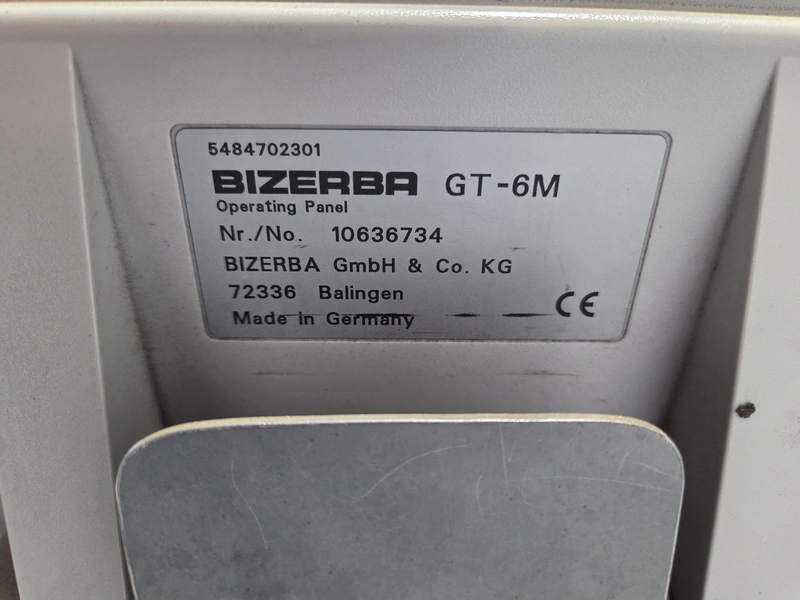 5484702301
BIZERBA GT-6M
Operating Panel
Nr./No. 10636734
BIZERBA GmbH & Co. KG
72336 Balingen
Made in Germany
CE